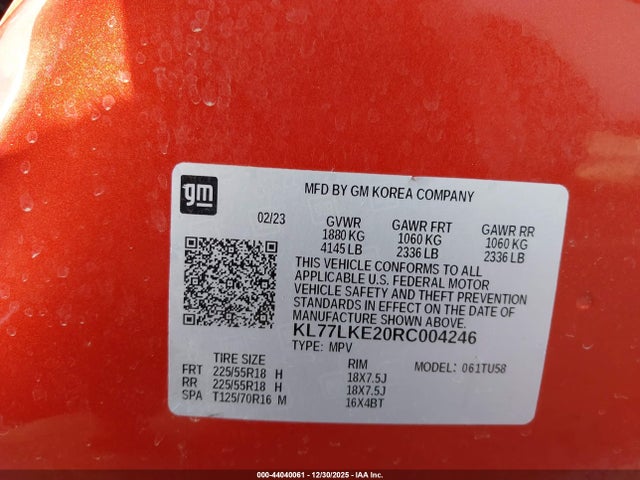 gm
MFD BY GM KOREA COMPANY
02/23 GVWR GAWR FRT GAWR RR
1880 KG 1060 KG 1060 KG
4145 LB 2336 LB 2336 LB
THIS VEHICLE CONFORMS TO ALL
APPLICABLE U.S. FEDERAL MOTOR
VEHICLE SAFETY AND THEFT PREVENTION
STANDARDS IN EFFECT ON THE DATE OF
MANUFACTURE SHOWN ABOVE.
KL77LKE20RC004246
TYPE: MPV
TIRE SIZE RIM MODEL: 061TU58
FRT 225/55R18 H 18X7.5J
RR 225/55R18 H 18X7.5J
SPA T125/70R16 M 16X4BT
000-44040061 - 12/30/2025 - IAA Inc.